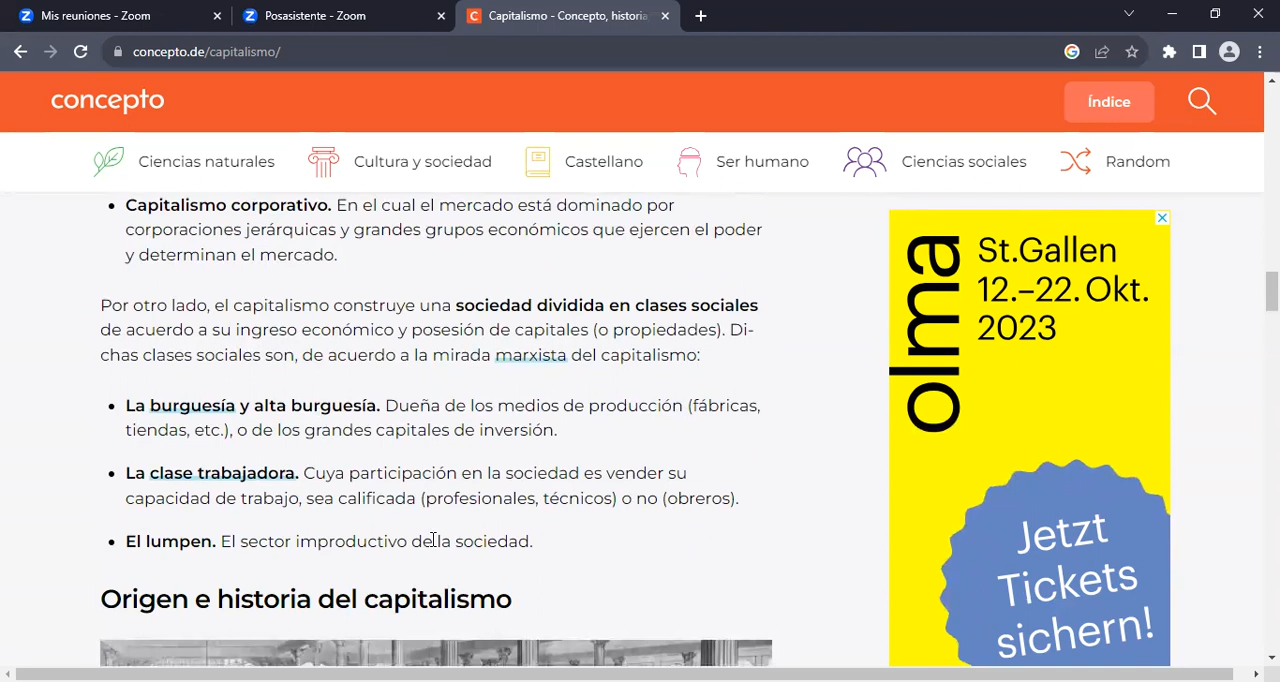 Mis reuniones - Zoom
Posasistente - Zoom
Capitalismo - Concepto, historia
concepto.de/capitalismo/
concepto
Índice
Ciencias naturales
Cultura y sociedad
Castellano
Ser humano
Ciencias sociales
Random
Capitalismo corporativo. En el cual el mercado está dominado por
corporaciones jerárquicas y grandes grupos económicos que ejercen el poder
y determinan el mercado.
Por otro lado, el capitalismo construye una sociedad dividida en clases sociales
de acuerdo a su ingreso económico y posesión de capitales (o propiedades). Di-
chas clases sociales son, de acuerdo a la mirada marxista del capitalismo:
La burguesía y alta burguesía. Dueña de los medios de producción (fábricas,
tiendas, etc.), o de los grandes capitales de inversión.
La clase trabajadora. Cuya participación en la sociedad es vender su
capacidad de trabajo, sea calificada (pofesionales, técnicos) o no (obreros).
El lumpen. El sector improductivo de la sociedad.
Origen e historia del capitalismo
olma
St.Gallen
12.–22. Okt.
2023
Jetzt
Tickets
sichern!